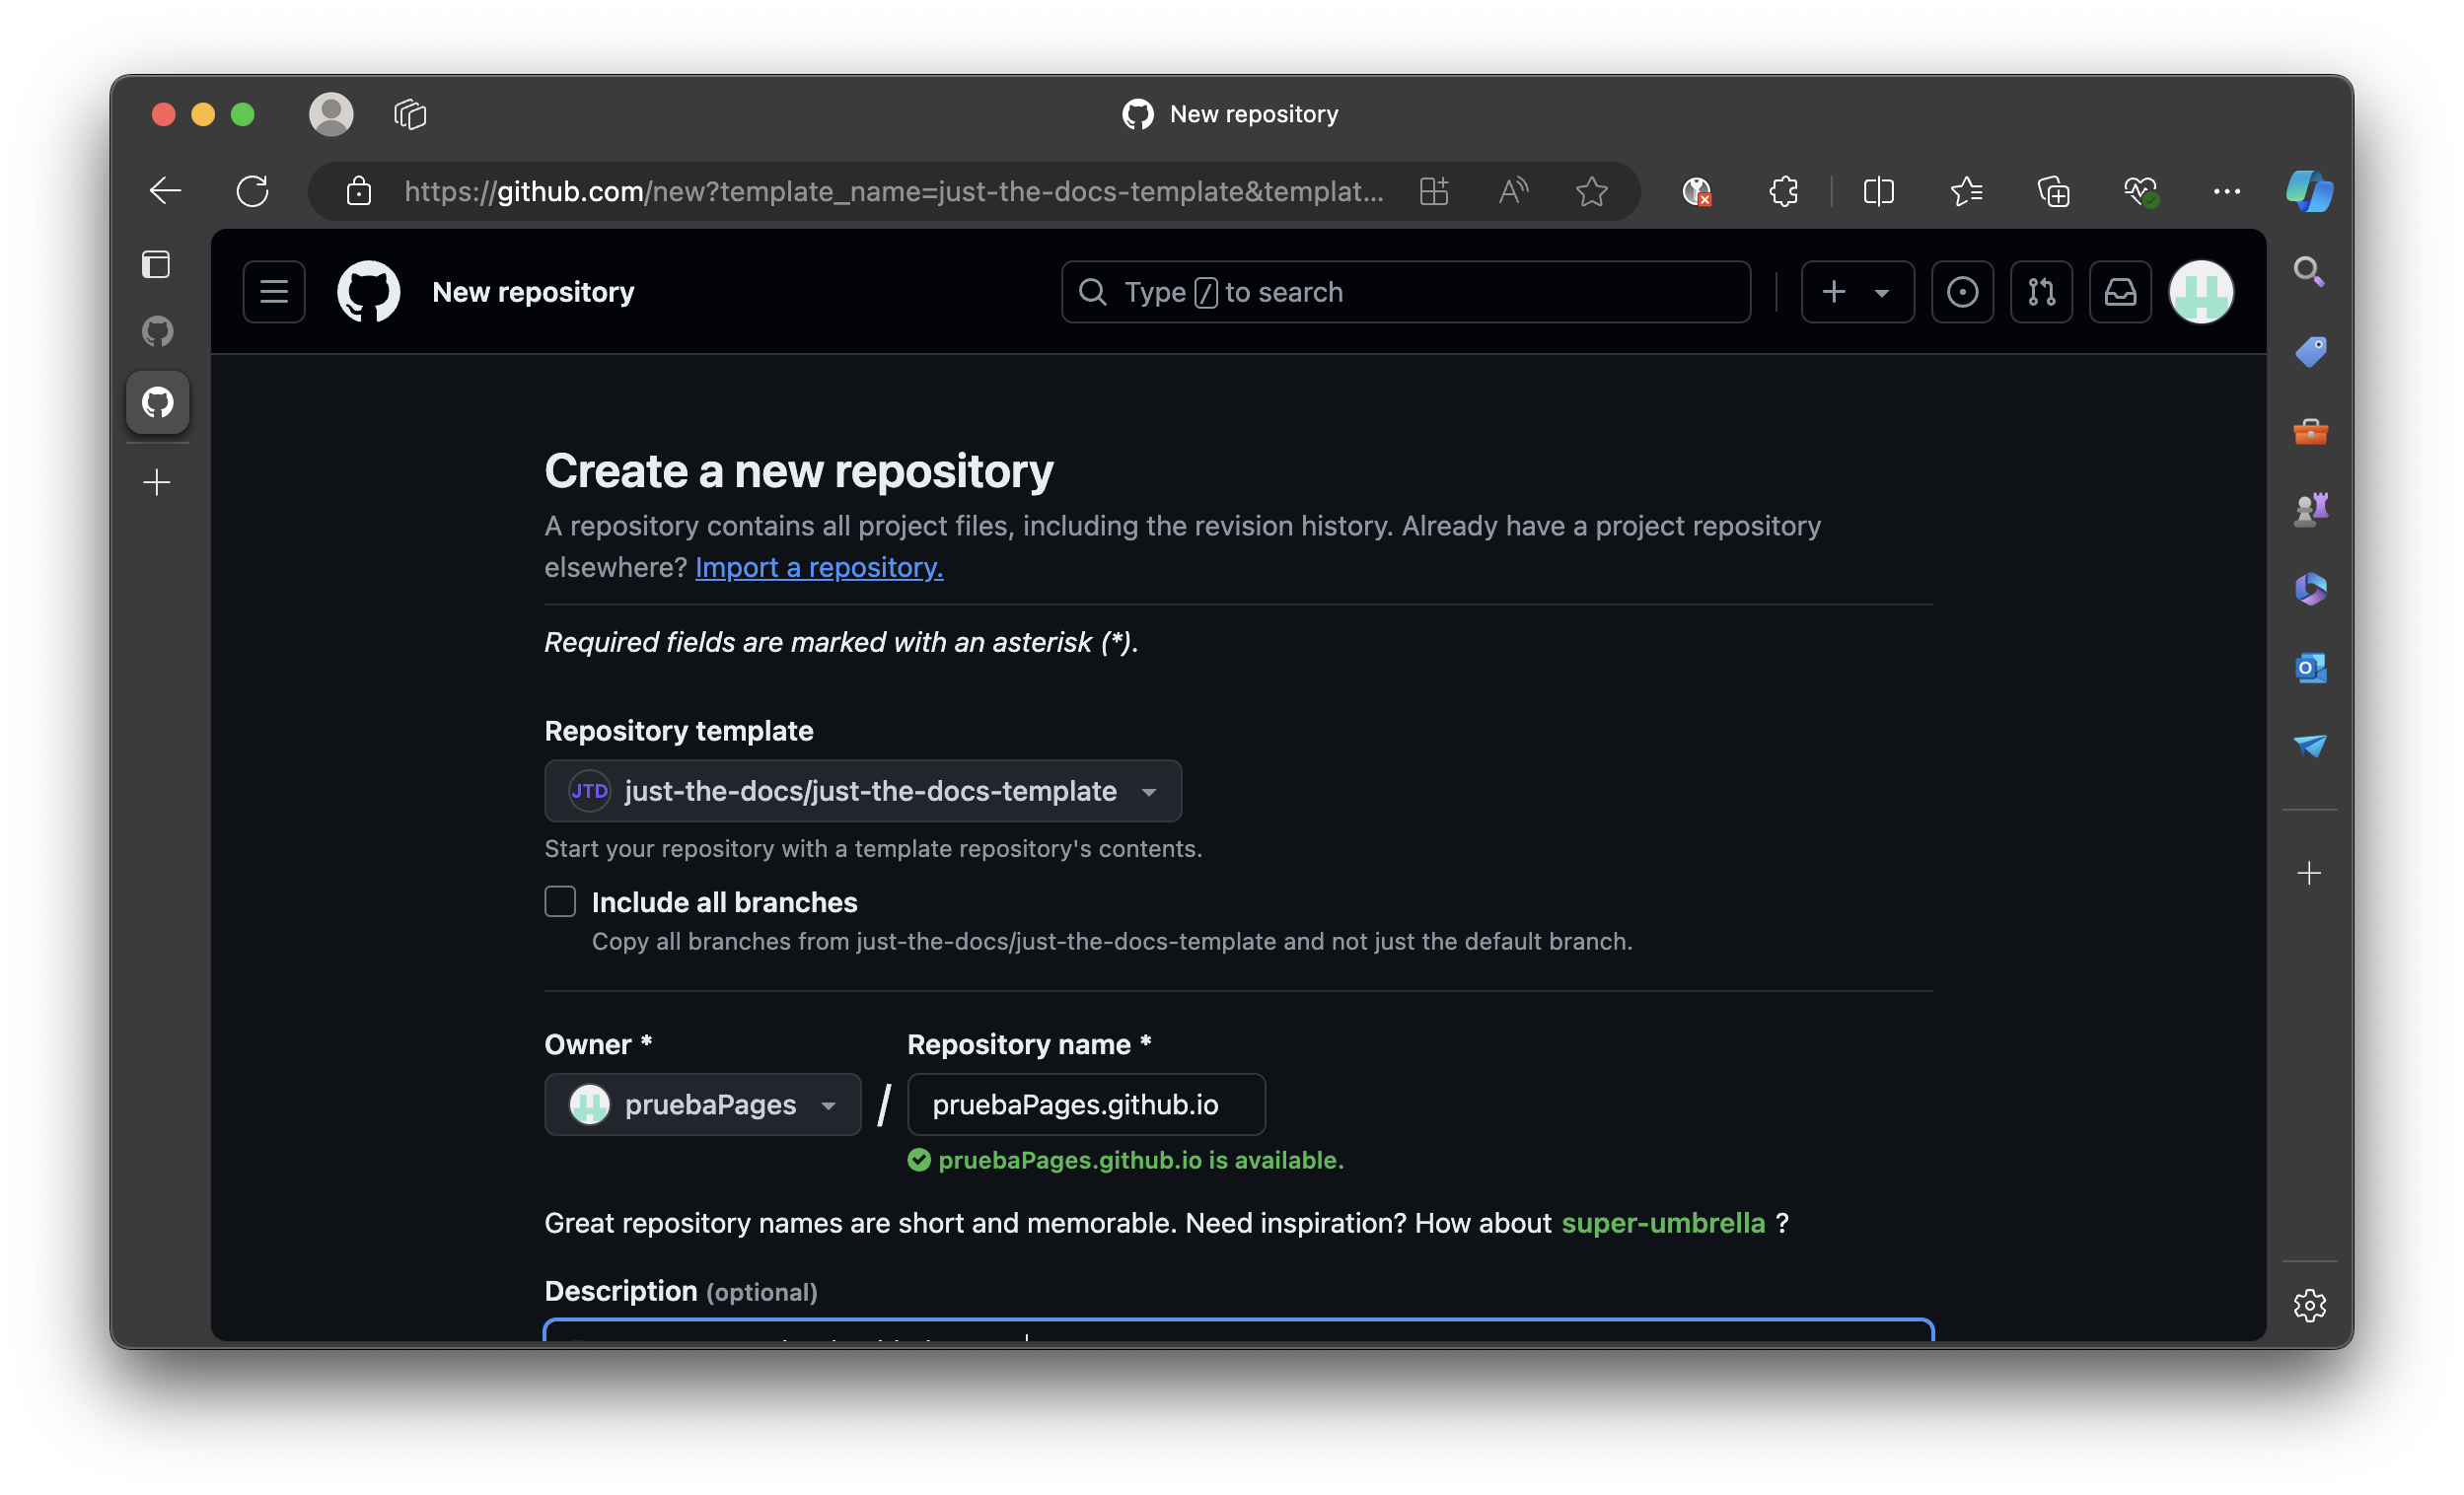 New repository
https://github.com/new?template_name=just-the-docs-template&templat...
New repository
Type / to search
Create a new repository
A repository contains all project files, including the revision history. Already have a project repository
elsewhere? Import a repository.
Required fields are marked with an asterisk (*).
Repository template
JTD just-the-docs/just-the-docs-template
Start your repository with a template repository's contents.
Include all branches
Copy all branches from just-the-docs/just-the-docs-template and not just the default branch.
Owner * Repository name *
pruebaPages / pruebaPages.github.io
pruebaPages.github.io is available.
Great repository names are short and memorable. Need inspiration? How about super-umbrella ?
Description (optional)